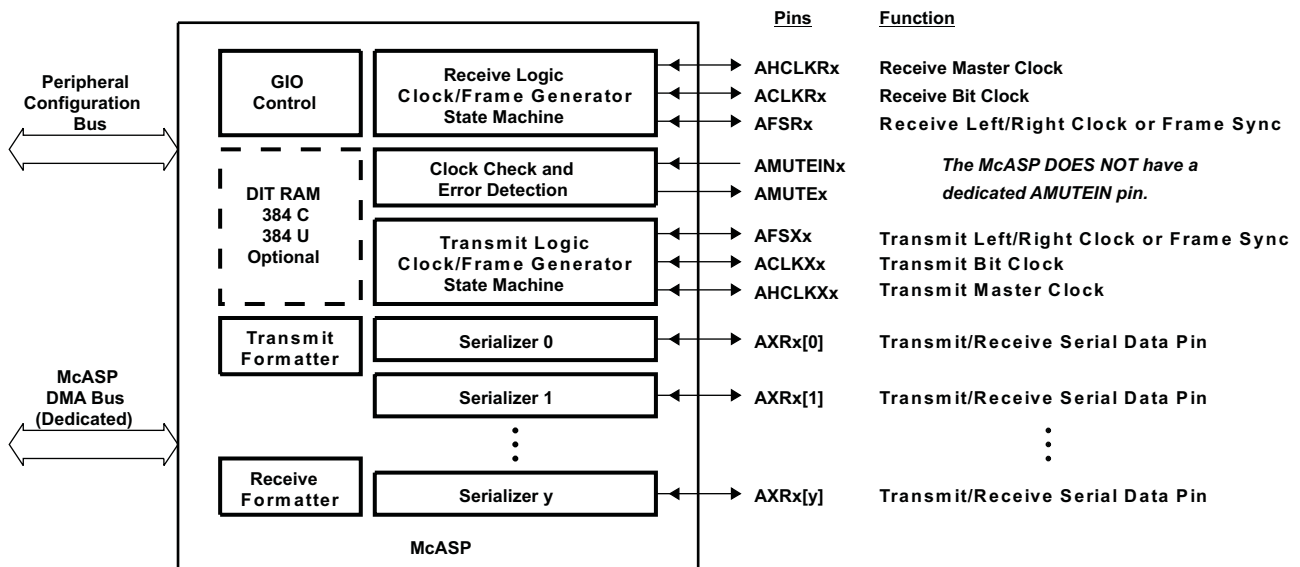 Pins Function
Peripheral
Configuration
Bus
GIO
Control
Receive Logic
Clock/Frame Generator
State Machine
AHCLKRx Receive Master Clock
ACLKRx Receive Bit Clock
AFSRx Receive Left/Right Clock or Frame Sync
DIT RAM
384 C
384 U
Optional
Clock Check and
Error Detection
AMUTEINx
AMUTEx
The McASP DOES NOT have a
dedicated AMUTEIN pin.
Transmit Logic
Clock/Frame Generator
State Machine
AFSXx Transmit Left/Right Clock or Frame Sync
ACLKXx Transmit Bit Clock
AHCLKXx Transmit Master Clock
Transmit
Formatter
Serializer 0
AXRx[0] Transmit/Receive Serial Data Pin
McASP
DMA Bus
(Dedicated)
Serializer 1
AXRx[1] Transmit/Receive Serial Data Pin
Receive
Formatter
Serializer y
AXRx[y] Transmit/Receive Serial Data Pin
McASP